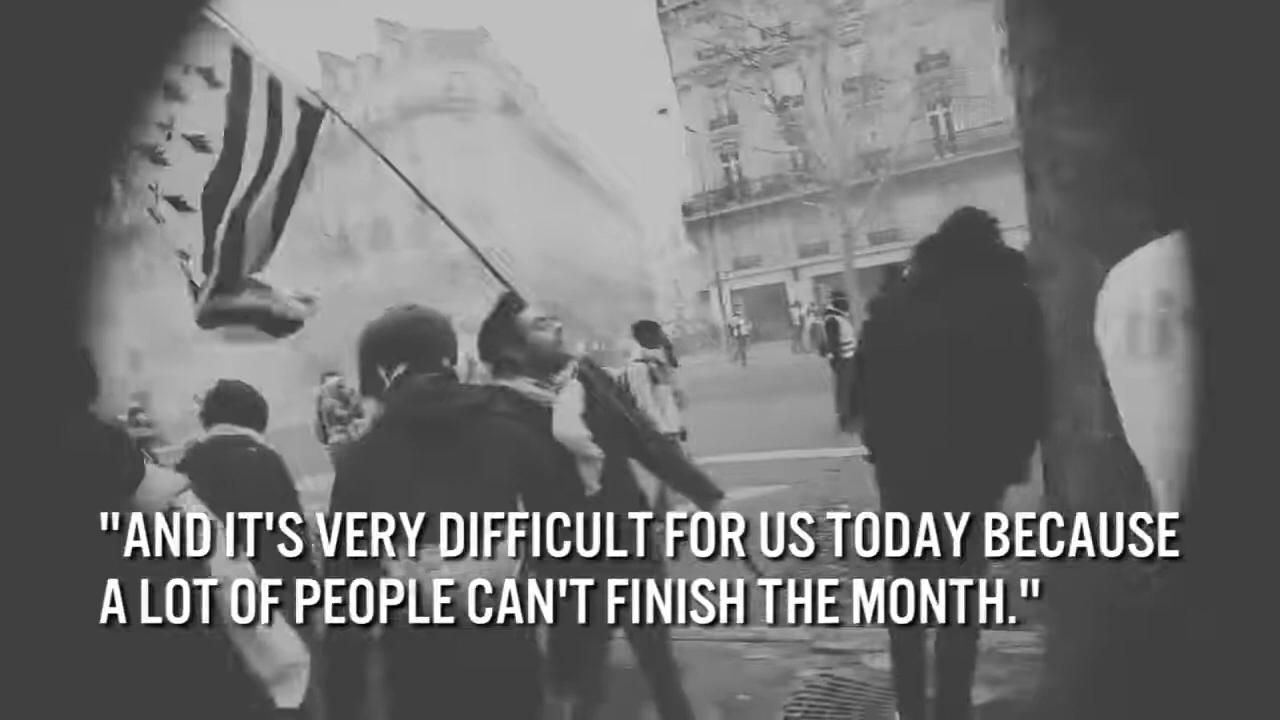 "AND IT'S VERY DIFFICULT FOR US TODAY BECAUSE
A LOT OF PEOPLE CAN'T FINISH THE MONTH."